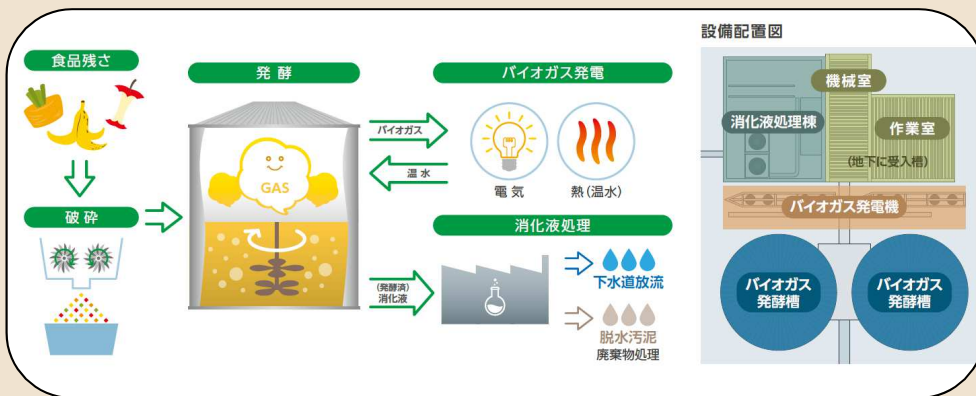 食品残さ
破砕
発酵
GAS
バイオガス
温水
(発酵済)
消化液
バイオガス発電
電気
熱(温水)
消化液処理
下水道放流
脱水汚泥
廃棄物処理
設備配置図
機械室
消化液処理棟
作業室
(地下に受入槽)
バイオガス発電機
バイオガス
発酵槽
バイオガス
発酵槽